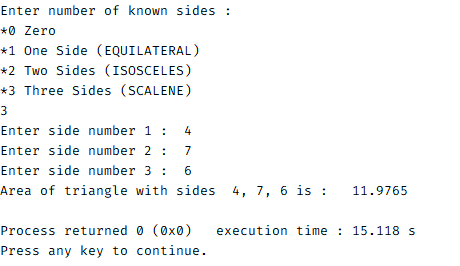 Enter number of known sides :
*0 Zero
*1 One Side (EQUILATERAL)
*2 Two Sides (ISOSCELES)
*3 Three Sides (SCALENE)
3
Enter side number 1 :  4
Enter side number 2 :  7
Enter side number 3 :  6
Area of triangle with sides  4, 7, 6 is :   11.9765
Process returned 0 (0x0)   execution time : 15.118 s
Press any key to continue.